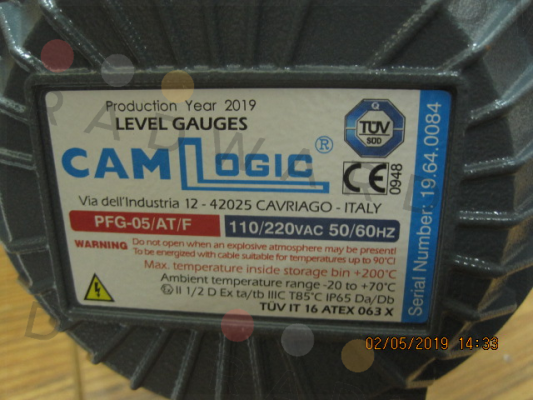 Production Year 2019
LEVEL GAUGES
CAMLOGIC®
Q
TÜV
SÜD
CE 0948
Via dell'Industria 12 - 42025 CAVRIAGO - ITALY
PFG-05/AT/F
110/220VAC 50/60HZ
WARNING Do not open when an explosive atmosphere may be present!
To be energized with cable suitable for temperatures up to 90°C!
Max. temperature inside storage bin +200°C
Ambient temperature range -20 to +70°C
II 1/2 D Ex ta/tb IIIC T85°C IP65 Da/Db
TÜV IT 16 ATEX 063 X
Serial Number: 19.64.0084
RADWA
02/05/2019 14:39